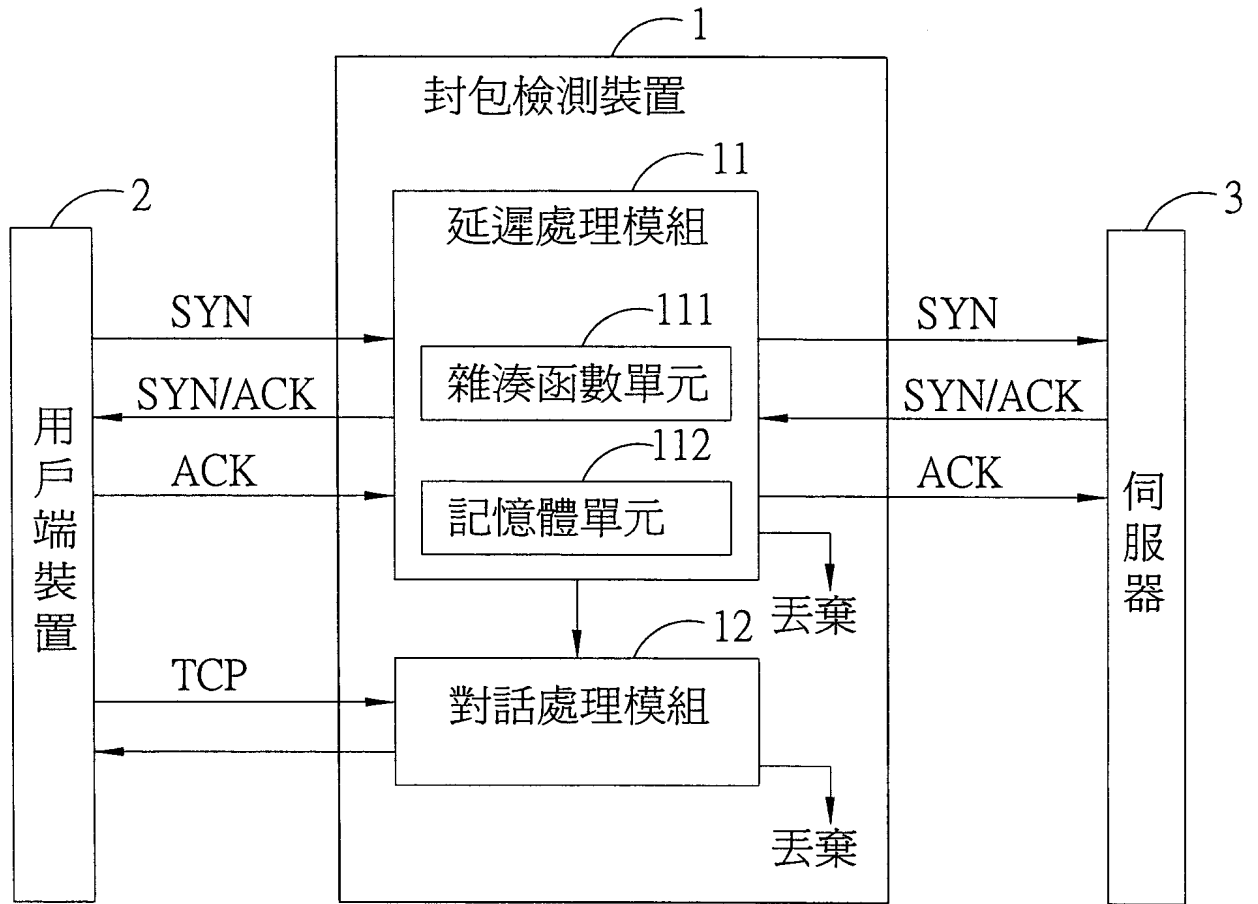 1
封包檢測裝置
11
2
延遲處理模組
3
SYN
SYN
111
雜湊函數單元
SYN/ACK
SYN/ACK
用戶端裝置
112
ACK
ACK
記憶體單元
伺服器
丟棄
12
TCP
對話處理模組
丟棄